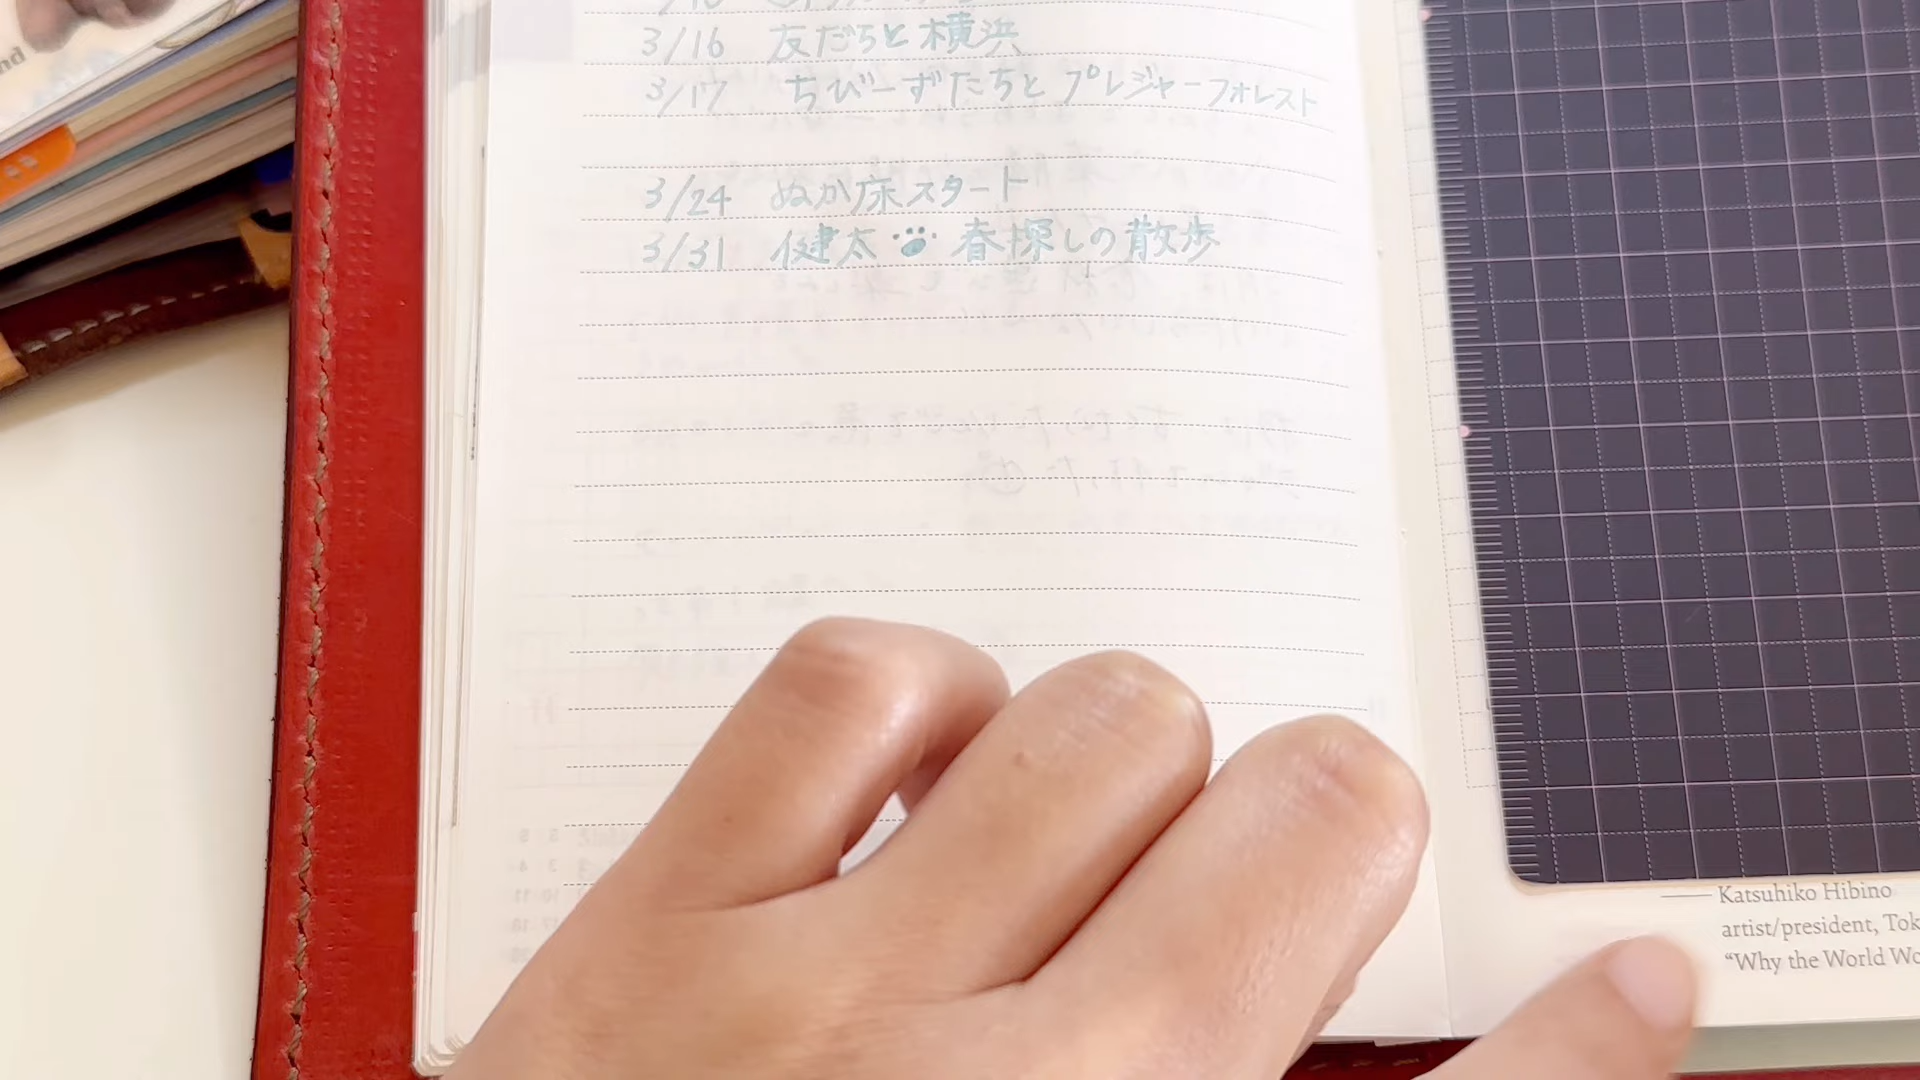 nd
3/16 友だちと横浜
3/17 ちびーずたちと プレジャーフォレスト
3/24 ぬか床スタート
3/31 健太 春探しの散歩
Katsuhiko Hibino
artist/president, Tok
“Why the World Wo